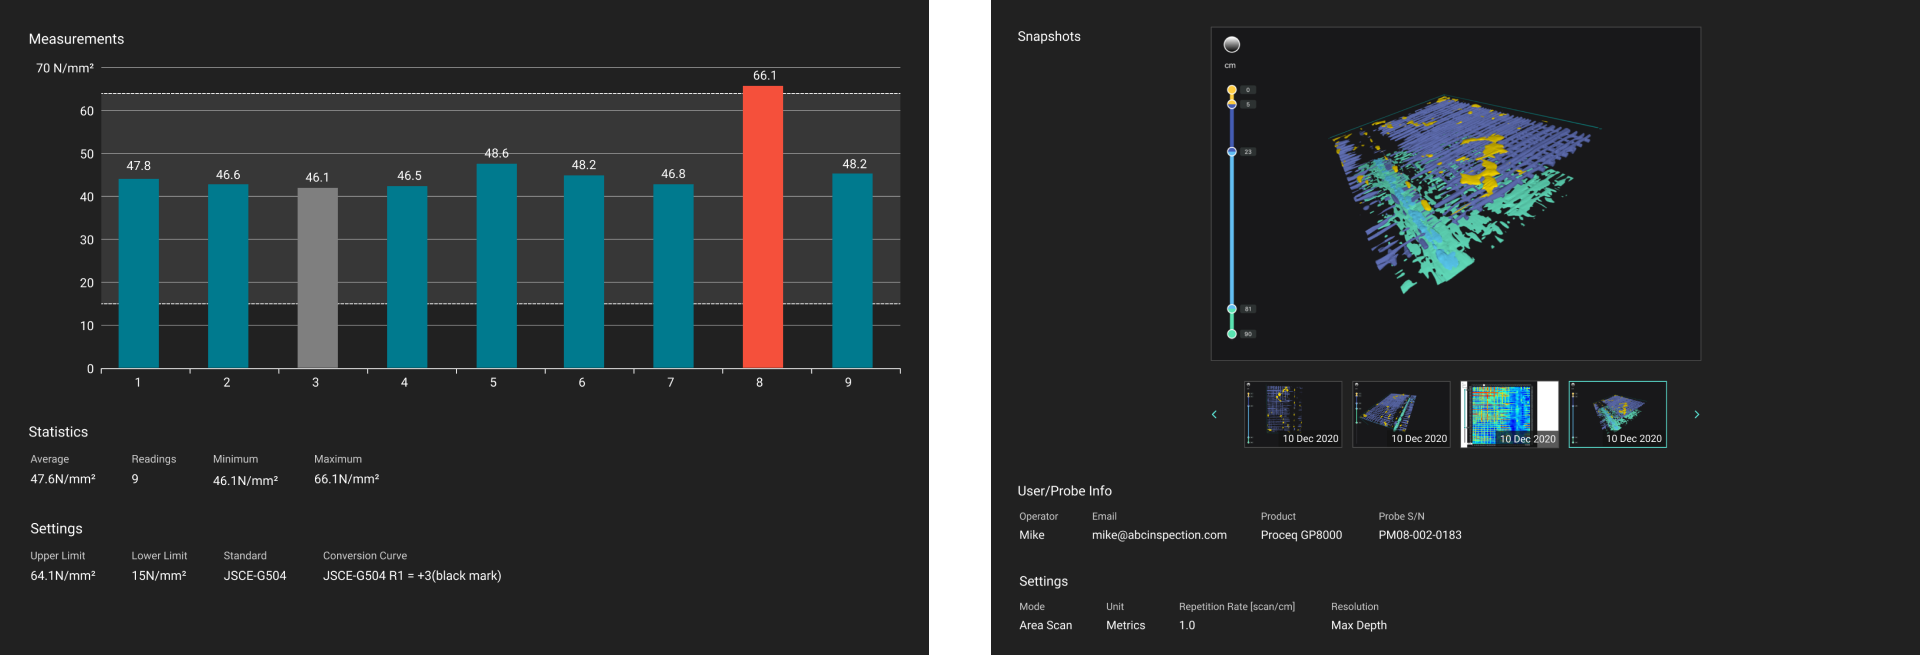 Measurements
70 N/mm²
60
50
40
30
20
10
0
47.8
46.6
46.1
46.5
48.6
48.2
46.8
66.1
48.2
1 2 3 4 5 6 7 8 9
Statistics
Average Readings Minimum Maximum
47.6N/mm² 9 46.1N/mm² 66.1N/mm²
Settings
Upper Limit Lower Limit Standard Conversion Curve
64.1N/mm² 15N/mm² JSCE-G504 JSCE-G504 R1 = +3(black mark)
Snapshots
cm
0
5
23
81
80
10 Dec 2020 10 Dec 2020 10 Dec 2020 10 Dec 2020
User/Probe Info
Operator Email Product Probe S/N
Mike mike@abcinspection.com Proceq GP8000 PM08-002-0183
Settings
Mode Unit Repetition Rate [scan/cm] Resolution
Area Scan Metrics 1.0 Max Depth